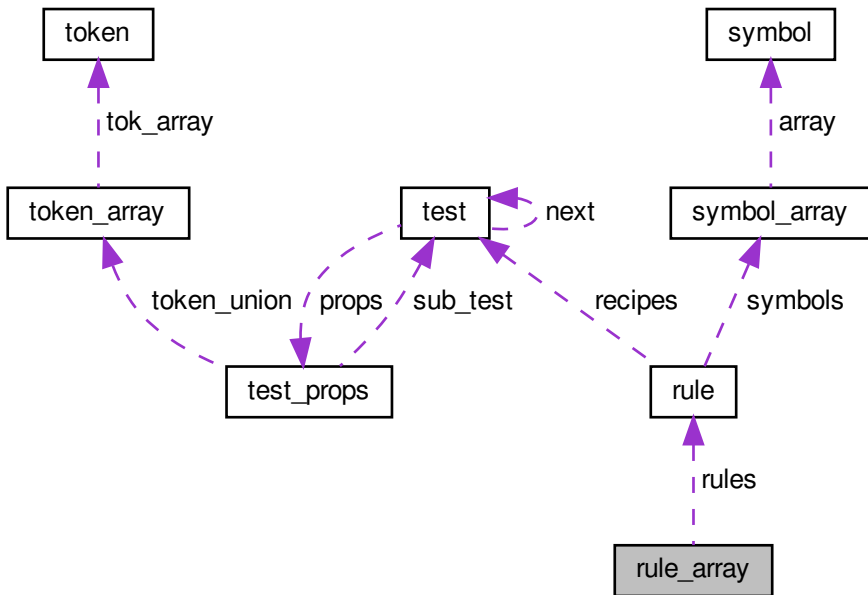 token
symbol
tok_array
array
token_array
test
next
symbol_array
token_union
props
sub_test
recipes
symbols
test_props
rule
rules
rule_array